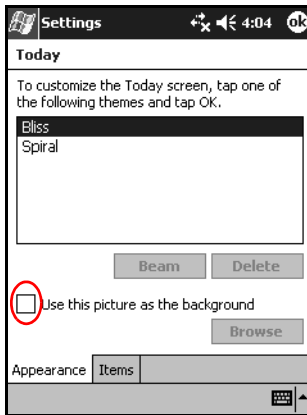 Settings 4:04 ok
Today
To customize the Today screen, tap one of
the following themes and tap OK.
Bliss
Spiral
Beam Delete
Use this picture as the background
Browse
Appearance Items